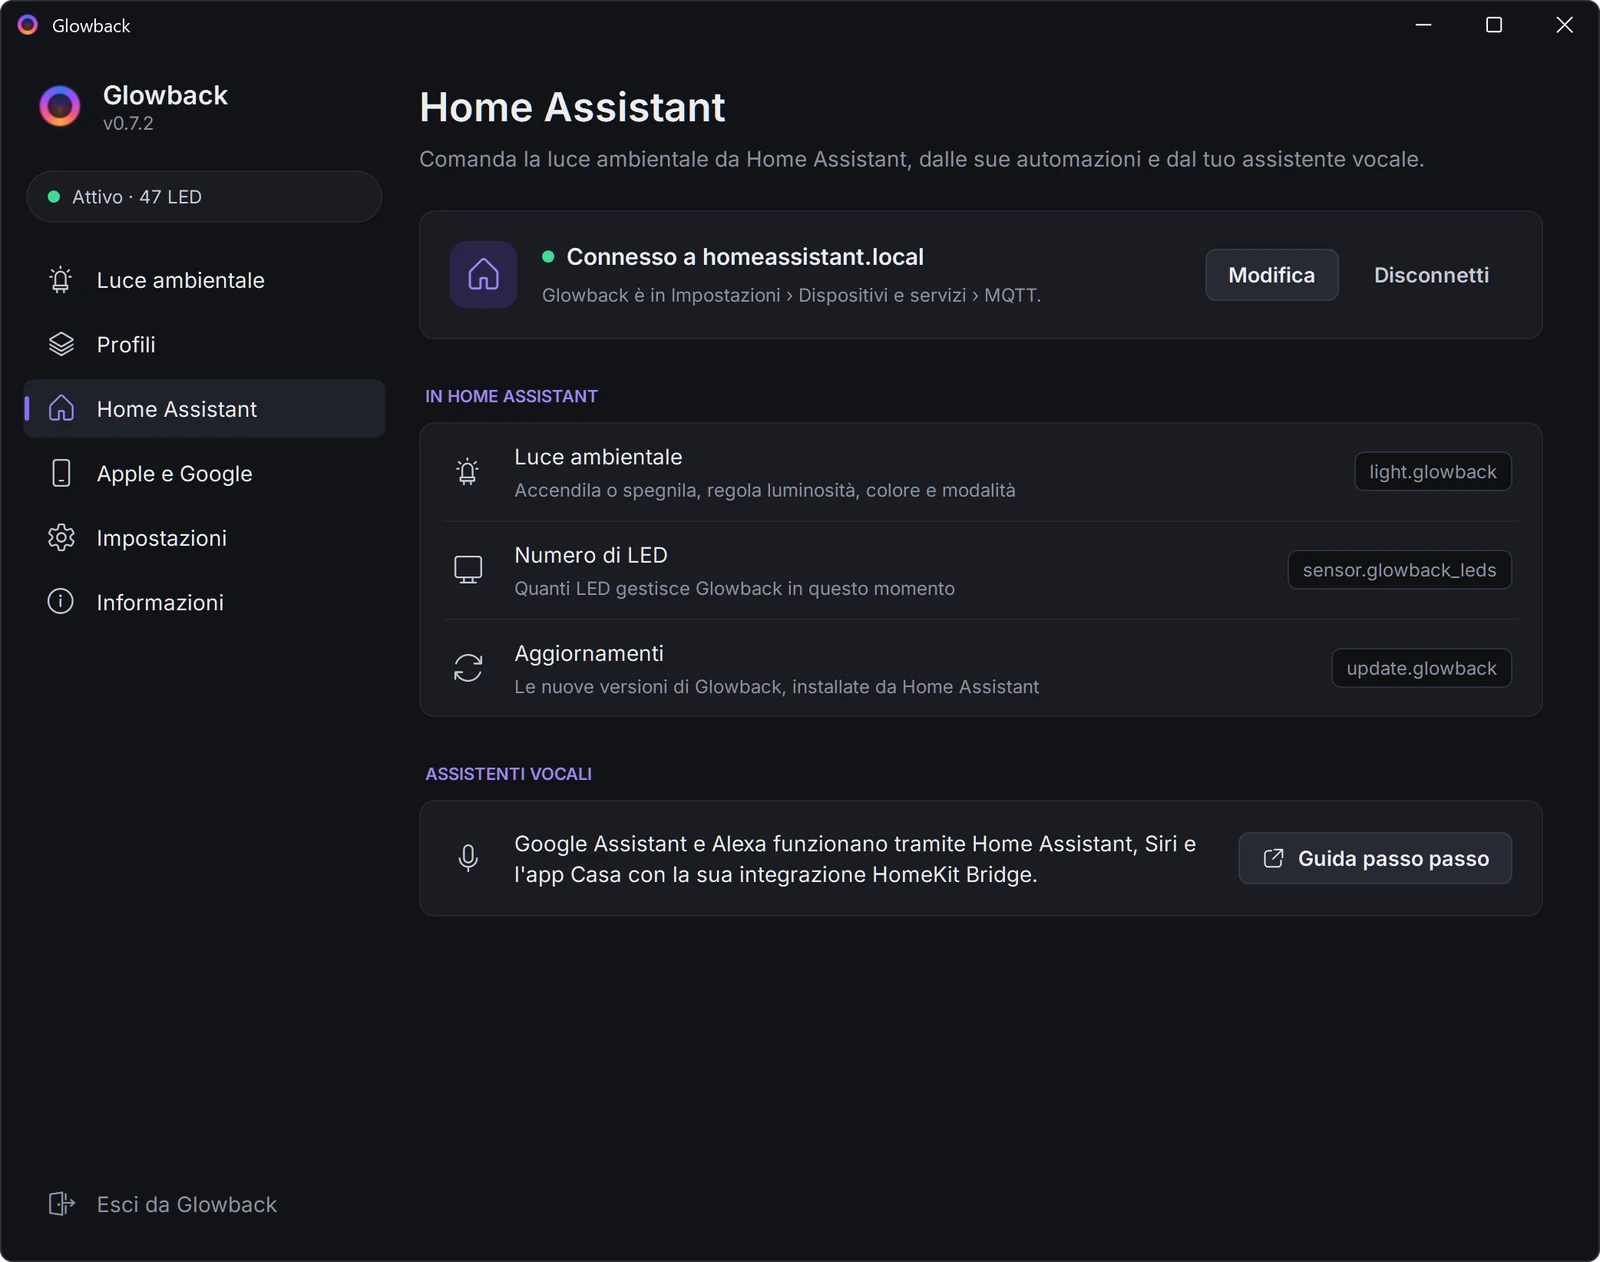 Glowback
Glowback
v0.7.2
Attivo · 47 LED
Luce ambientale
Profili
Home Assistant
Apple e Google
Impostazioni
Informazioni
Esci da Glowback
Home Assistant
Comanda la luce ambientale da Home Assistant, dalle sue automazioni e dal tuo assistente vocale.
Connesso a homeassistant.local
Glowback è in Impostazioni › Dispositivi e servizi › MQTT.
Modifica
Disconnetti
IN HOME ASSISTANT
Luce ambientale
Accendila o spegnila, regola luminosità, colore e modalità
light.glowback
Numero di LED
Quanti LED gestisce Glowback in questo momento
sensor.glowback_leds
Aggiornamenti
Le nuove versioni di Glowback, installate da Home Assistant
update.glowback
ASSISTENTI VOCALI
Google Assistant e Alexa funzionano tramite Home Assistant, Siri e
l'app Casa con la sua integrazione HomeKit Bridge.
Guida passo passo